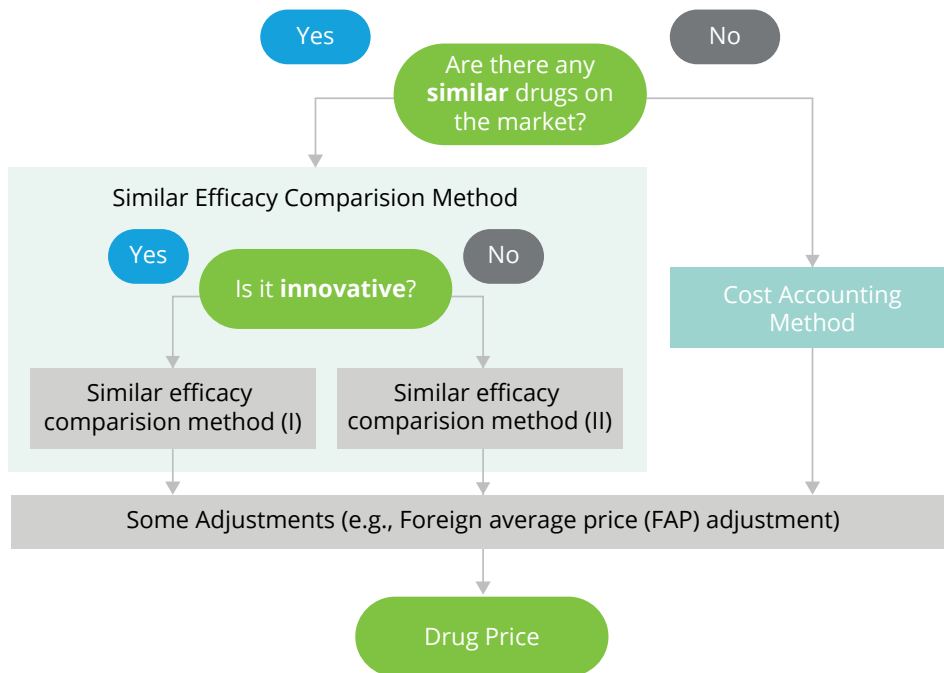 Yes
No
Are there any
similar drugs on
the market?
Similar Efficacy Comparision Method
Yes
No
Is it innovative?
Cost Accounting
Method
Similar efficacy
comparision method (I)
Similar efficacy
comparision method (II)
Some Adjustments (e.g., Foreign average price (FAP) adjustment)
Drug Price